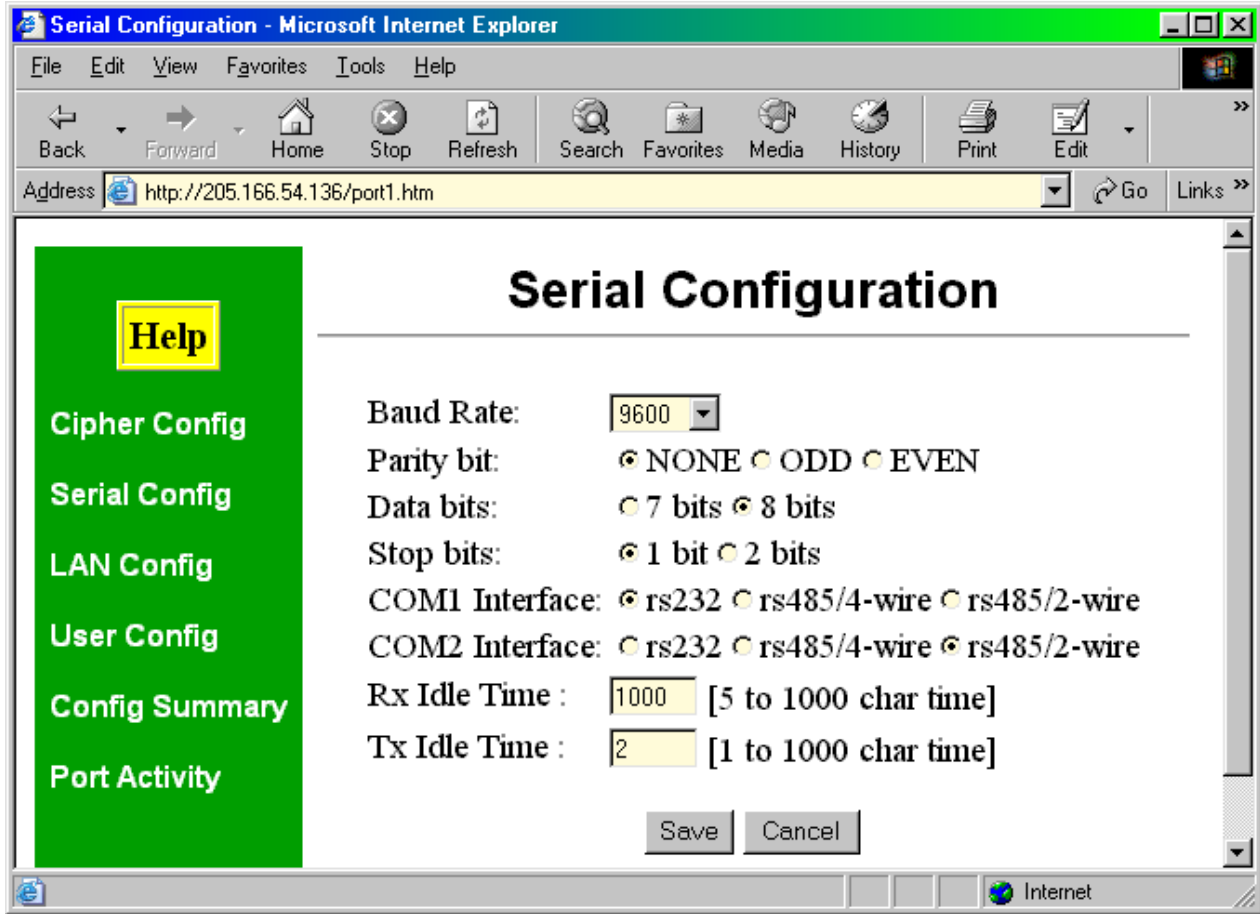 Serial Configuration - Microsoft Internet Explorer
File Edit View Favorites Tools Help
Back Forward Home Stop Refresh Search Favorites Media History Print Edit »
Address http://205.166.54.136/port1.htm Go Links »
Serial Configuration
Help
Cipher Config
Serial Config
LAN Config
User Config
Config Summary
Port Activity
Baud Rate: 9600
Parity bit: NONE ODD EVEN
Data bits: 7 bits 8 bits
Stop bits: 1 bit 2 bits
COM1 Interface: rs232 rs485/4-wire rs485/2-wire
COM2 Interface: rs232 rs485/4-wire rs485/2-wire
Rx Idle Time : 1000 [5 to 1000 char time]
Tx Idle Time : 2 [1 to 1000 char time]
Save Cancel
Internet